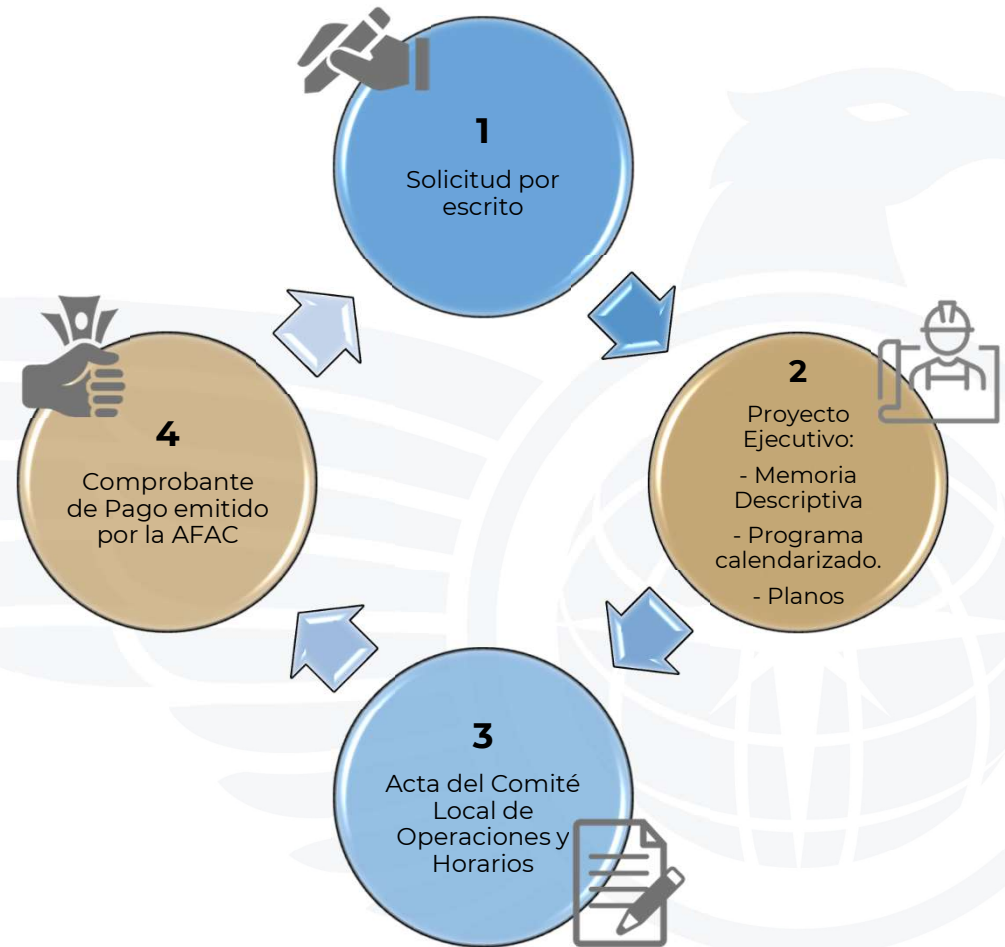 1
Solicitud por
escrito
2
Proyecto
Ejecutivo:
- Memoria
Descriptiva
- Programa
calendarizado.
- Planos
3
Acta del Comité
Local de
Operaciones y
Horarios
4
Comprobante
de Pago emitido
por la AFAC